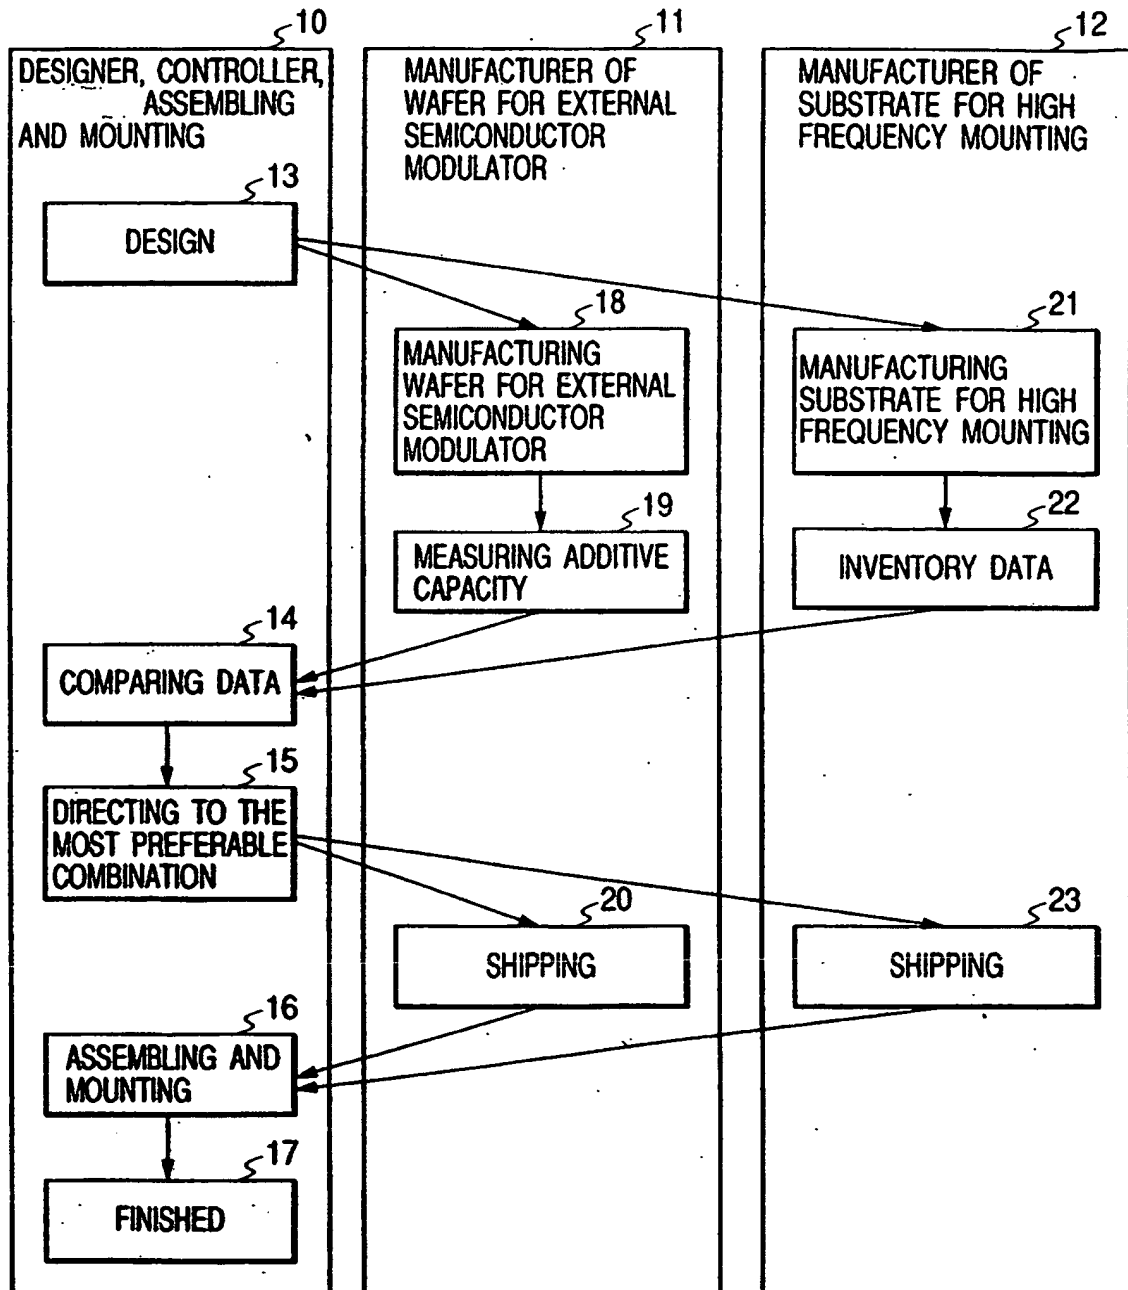 10
DESIGNER, CONTROLLER,
ASSEMBLING
AND MOUNTING
11
MANUFACTURER OF
WAFER FOR EXTERNAL
SEMICONDUCTOR
MODULATOR
12
MANUFACTURER OF
SUBSTRATE FOR HIGH
FREQUENCY MOUNTING
13
DESIGN
18
MANUFACTURING
WAFER FOR EXTERNAL
SEMICONDUCTOR
MODULATOR
21
MANUFACTURING
SUBSTRATE FOR HIGH
FREQUENCY MOUNTING
19
MEASURING ADDITIVE
CAPACITY
22
INVENTORY DATA
14
COMPARING DATA
15
DIRECTING TO THE
MOST PREFERABLE
COMBINATION
20
SHIPPING
23
SHIPPING
16
ASSEMBLING AND
MOUNTING
17
FINISHED